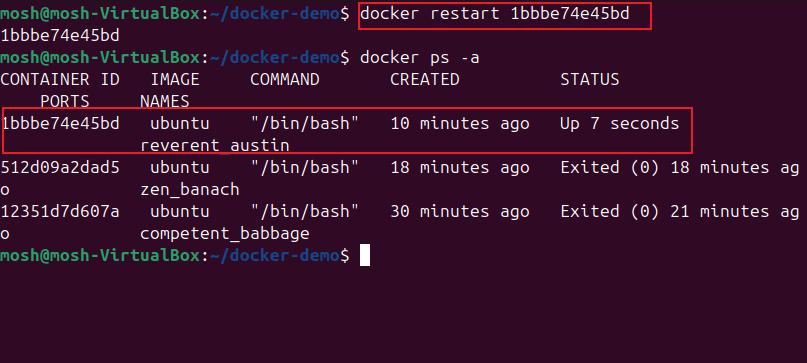 mosh@mosh-VirtualBox:~/docker-demo$ docker restart 1bbbe74e45bd
1bbbe74e45bd
mosh@mosh-VirtualBox:~/docker-demo$ docker ps -a
CONTAINER ID   IMAGE     COMMAND       CREATED          STATUS
    PORTS     NAMES
1bbbe74e45bd   ubuntu    "/bin/bash"   10 minutes ago   Up 7 seconds
              reverent_austin
512d09a2dad5   ubuntu    "/bin/bash"   18 minutes ago   Exited (0) 18 minutes ag
o             zen_banach
12351d7d607a   ubuntu    "/bin/bash"   30 minutes ago   Exited (0) 21 minutes ag
o             competent_babbage
mosh@mosh-VirtualBox:~/docker-demo$